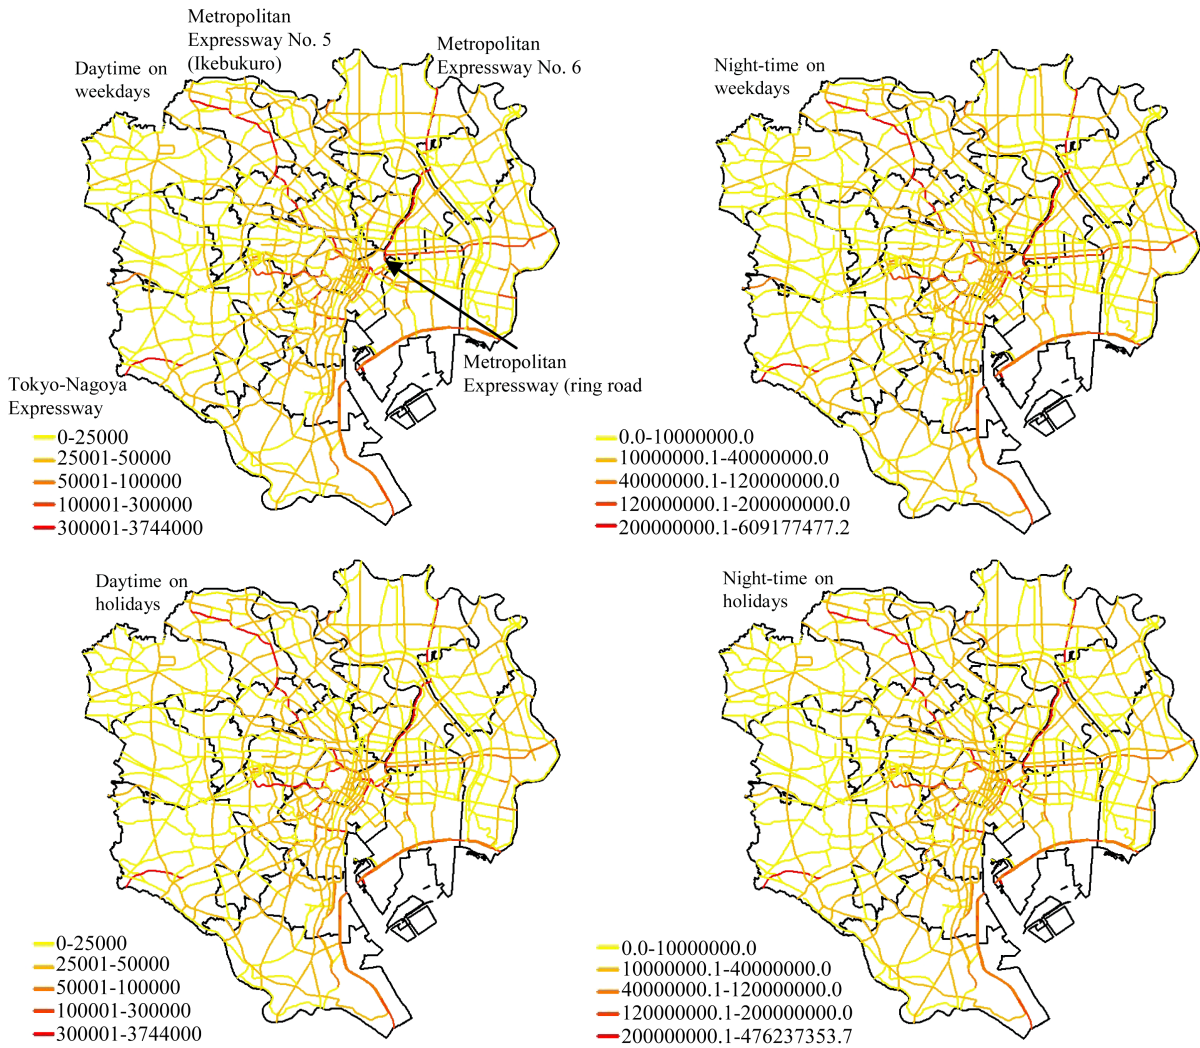 Metropolitan
Expressway No. 5
(Ikebukuro)
Metropolitan
Expressway No. 6
Daytime on
weekdays
Night-time on
weekdays
Metropolitan
Expressway (ring road
Tokyo-Nagoya
Expressway
0-25000
25001-50000
50001-100000
100001-300000
300001-3744000
0.0-10000000.0
10000000.1-40000000.0
40000000.1-120000000.0
120000000.1-200000000.0
200000000.1-609177477.2
Daytime on
holidays
Night-time on
holidays
0-25000
25001-50000
50001-100000
100001-300000
300001-3744000
0.0-10000000.0
10000000.1-40000000.0
40000000.1-120000000.0
120000000.1-200000000.0
200000000.1-476237353.7